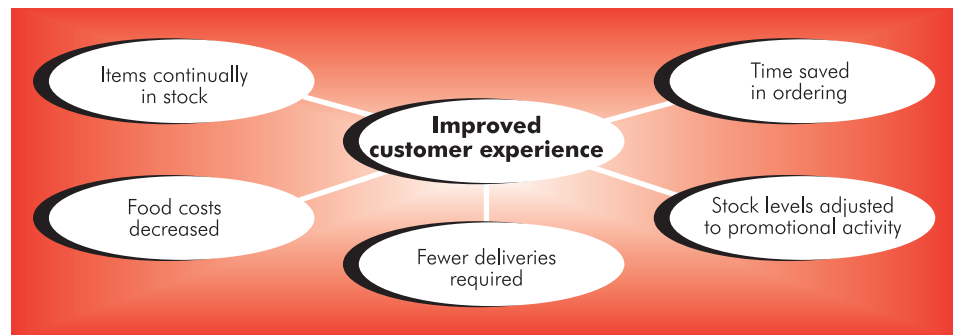 Items continually
in stock
Time saved
in ordering
Improved
customer experience
Food costs
decreased
Stock levels adjusted
to promotional activity
Fewer deliveries
required